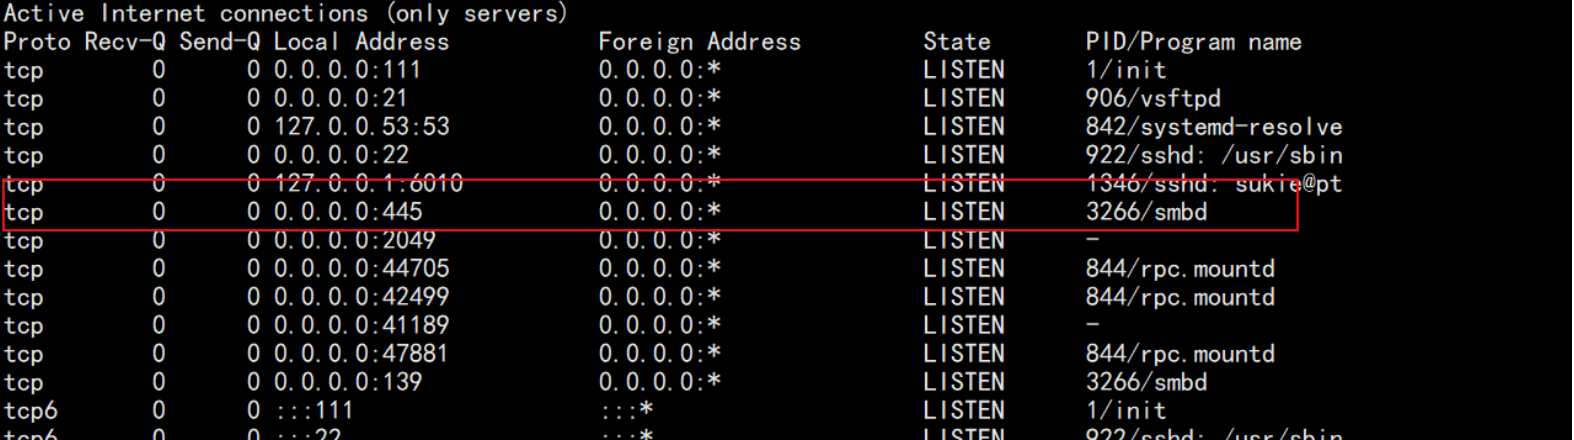 Active Internet connections (only servers)
Proto Recv-Q Send-Q Local Address Foreign Address State PID/Program name
tcp 0 0 0.0.0.0:111 0.0.0.0:* LISTEN 1/init
tcp 0 0 0.0.0.0:21 0.0.0.0:* LISTEN 906/vsftpd
tcp 0 0 127.0.0.53:53 0.0.0.0:* LISTEN 842/systemd-resolve
tcp 0 0 0.0.0.0:22 0.0.0.0:* LISTEN 922/sshd: /usr/sbin
tcp 0 0 127.0.0.1:6010 0.0.0.0:* LISTEN 1346/sshd: sukie@pt
tcp 0 0 0.0.0.0:445 0.0.0.0:* LISTEN 3266/smbd
tcp 0 0 0.0.0.0:2049 0.0.0.0:* LISTEN -
tcp 0 0 0.0.0.0:44705 0.0.0.0:* LISTEN 844/rpc.mountd
tcp 0 0 0.0.0.0:42499 0.0.0.0:* LISTEN 844/rpc.mountd
tcp 0 0 0.0.0.0:41189 0.0.0.0:* LISTEN -
tcp 0 0 0.0.0.0:47881 0.0.0.0:* LISTEN 844/rpc.mountd
tcp 0 0 0.0.0.0:139 0.0.0.0:* LISTEN 3266/smbd
tcp6 0 0 :::111 :::* LISTEN 1/init
tcp6 0 0 :::22 :::* LISTEN 922/sshd: /usr/sbin